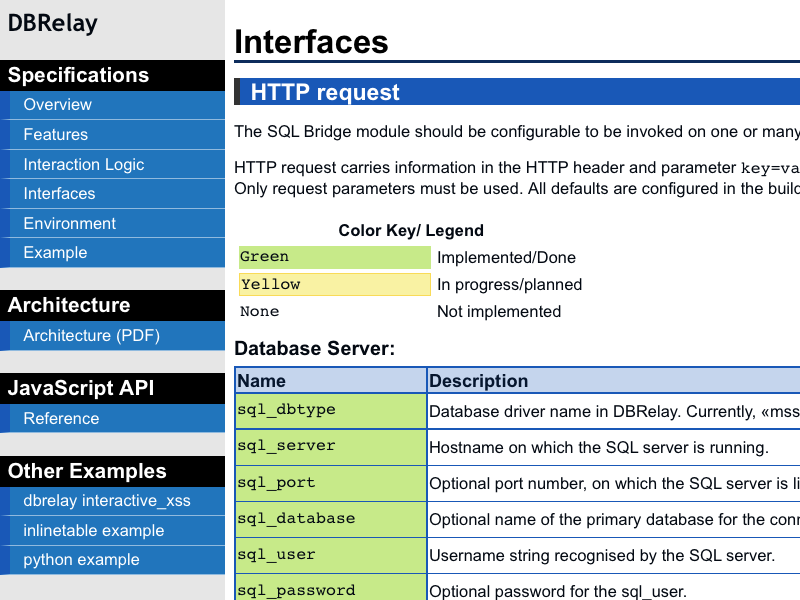 DBRelay
Specifications
Overview
Features
Interaction Logic
Interfaces
Environment
Example
Architecture
Architecture (PDF)
JavaScript API
Reference
Other Examples
dbrelay interactive_xss
inlinetable example
python example
Interfaces
HTTP request
The SQL Bridge module should be configurable to be invoked on one or many
HTTP request carries information in the HTTP header and parameter key=va
Only request parameters must be used. All defaults are configured in the build
Color Key/ Legend
Green Implemented/Done
Yellow In progress/planned
None Not implemented
Database Server:
Name Description
sql_dbtype Database driver name in DBRelay. Currently, «mss
sql_server Hostname on which the SQL server is running.
sql_port Optional port number, on which the SQL server is li
sql_database Optional name of the primary database for the conn
sql_user Username string recognised by the SQL server.
sql_password Optional password for the sql_user.